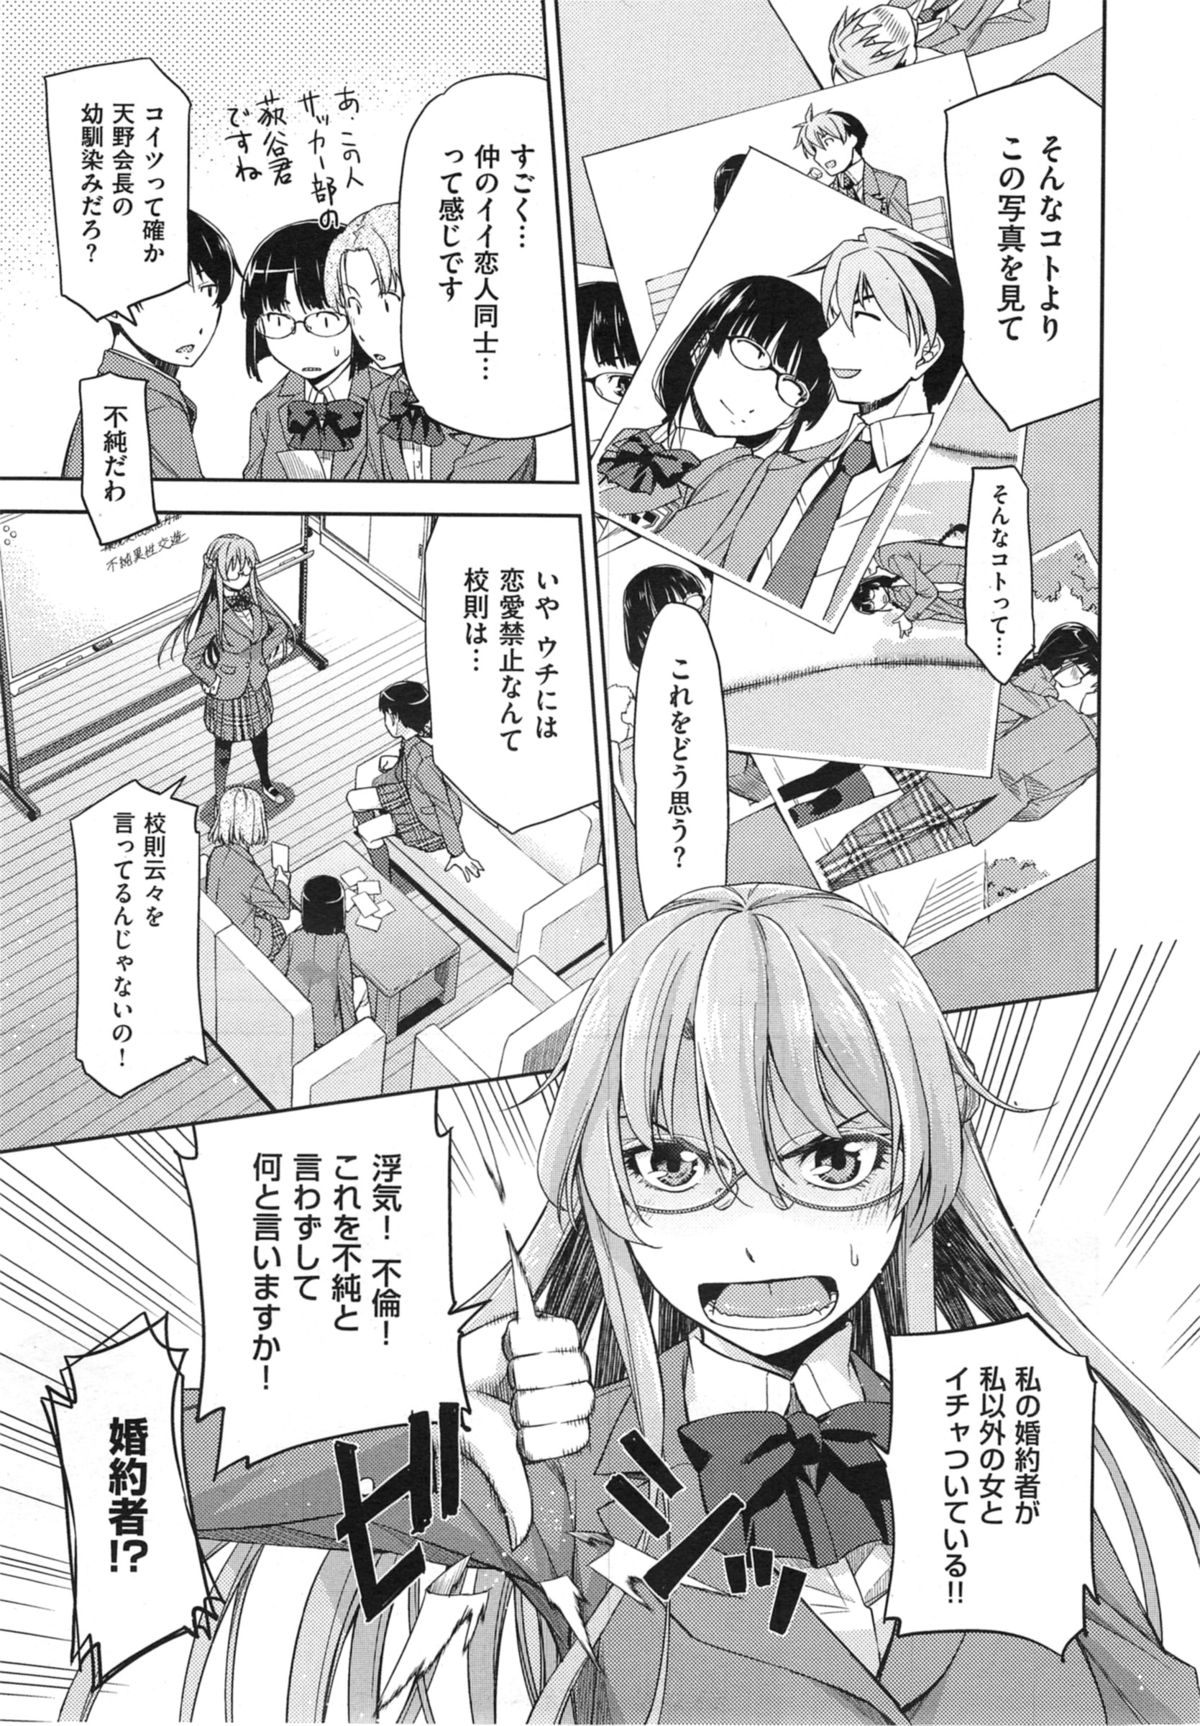 そんなコトより
この写真を見て
そんなコトって…
これをどう思う?
すごく…
仲のイイ恋人同士…
って感じです
あ、この人
サッカー部の
荻谷君
ですね
コイツって確か
天野会長の
幼馴染みだろ?
不純だわ
いや ウチには
恋愛禁止なんて
校則は…
不純異性交遊
校則云々を
言ってるんじゃないの!
私の婚約者が
私以外の女と
イチャついている!!
浮気! 不倫!
これを不純と
言わずして
何と言いますか!
ビシッ
婚約者!?